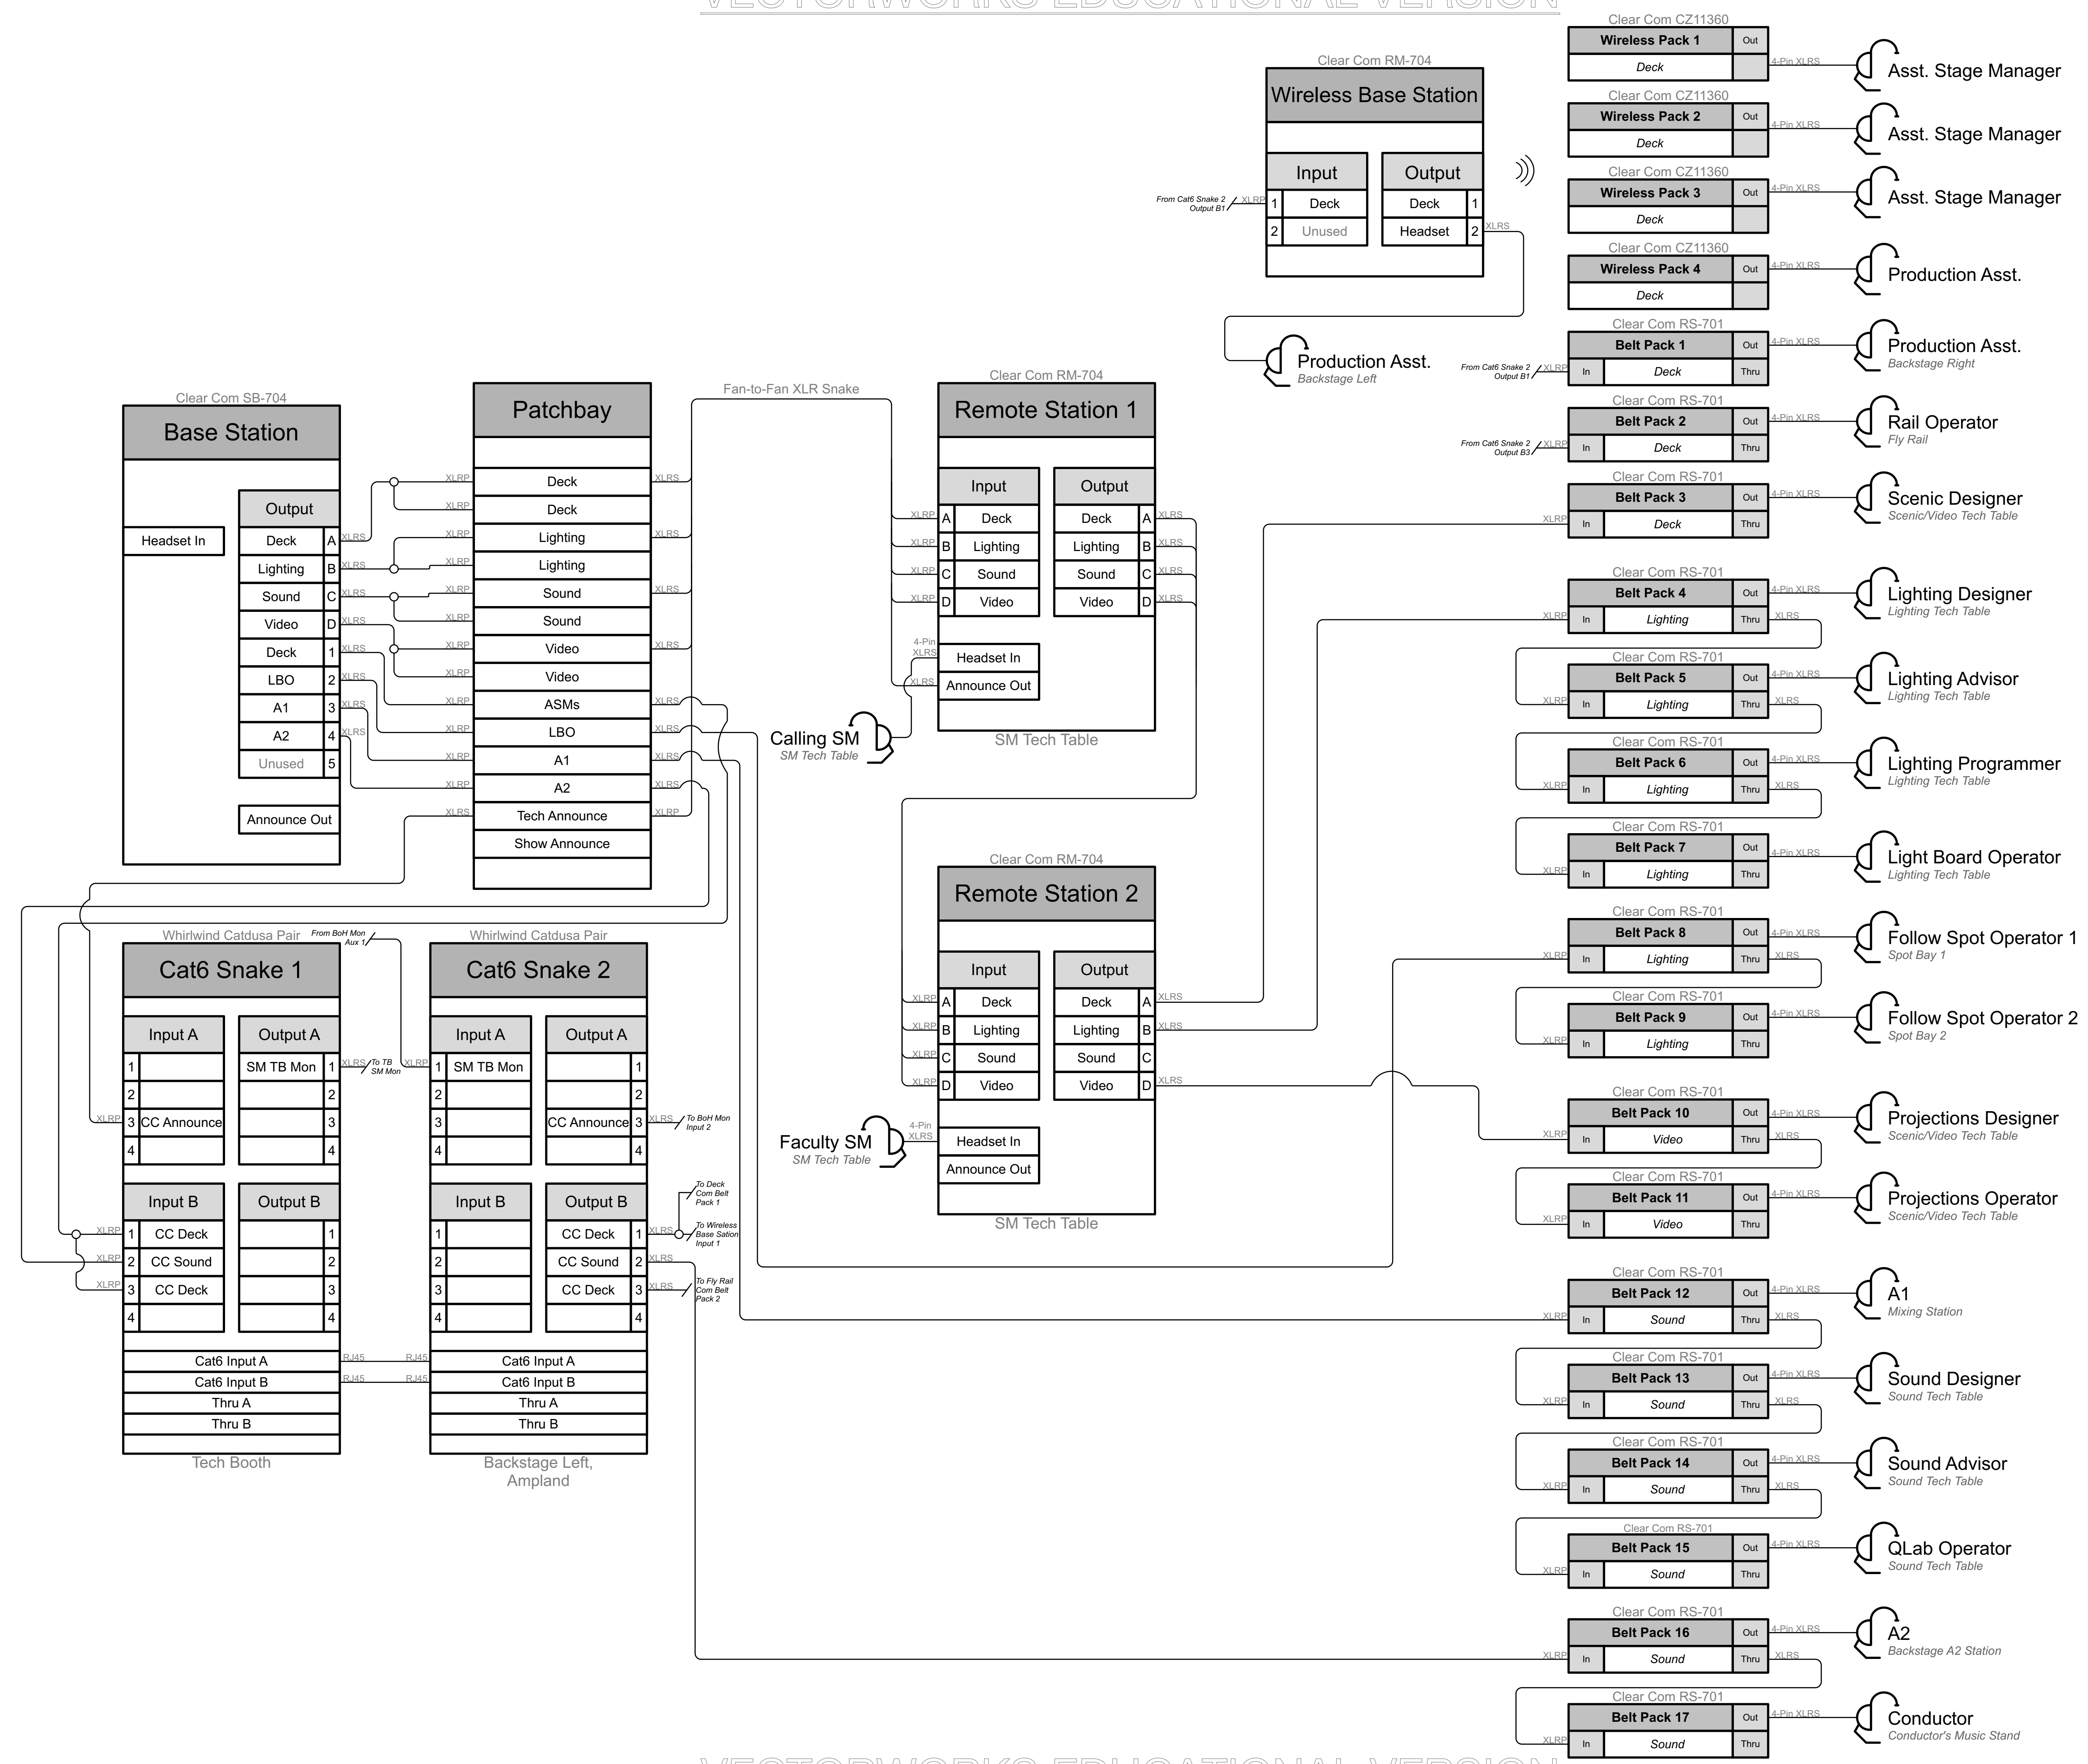 VECTORWORKS EDUCATIONAL VERSION
Clear Com SB-704
Base Station
Output
Headset In
Deck A XLRS
Lighting B XLRS
Sound C XLRS
Video D XLRS
Deck 1 XLRS
LBO 2 XLRS
A1 3 XLRS
A2 4 XLRS
Unused 5
Announce Out
Patchbay
XLRP Deck XLRS
XLRP Deck
XLRP Lighting XLRS
XLRP Lighting
XLRP Sound XLRS
XLRP Sound
XLRP Video XLRS
XLRP Video
XLRP ASMs XLRS
XLRP LBO XLRS
XLRP A1 XLRS
XLRP A2 XLRS
XLRS Tech Announce XLRP
Show Announce
Fan-to-Fan XLR Snake
Clear Com RM-704
Remote Station 1
Input Output
XLRP A Deck Deck A XLRS
XLRP B Lighting Lighting B XLRS
XLRP C Sound Sound C XLRS
XLRP D Video Video D XLRS
4-Pin
XLRS
Headset In
XLRS Announce Out
SM Tech Table
Calling SM
SM Tech Table
Clear Com RM-704
Remote Station 2
Input Output
XLRP A Deck Deck A XLRS
XLRP B Lighting Lighting B XLRS
XLRP C Sound Sound C
XLRP D Video Video D XLRS
4-Pin
XLRS
Headset In
Announce Out
SM Tech Table
Faculty SM
SM Tech Table
Whirlwind Catdusa Pair
Cat6 Snake 1
Input A Output A
1 SM TB Mon 1 XLRS
To TB
SM Mon
2 2
XLRP 3 CC Announce 3
4 4
Input B Output B
XLRP 1 CC Deck 1
XLRP 2 CC Sound 2
XLRP 3 CC Deck 3
4 4
Cat6 Input A RJ45
Cat6 Input B RJ45
Thru A
Thru B
Tech Booth
From BoH Mon
Aux 1
Whirlwind Catdusa Pair
Cat6 Snake 2
Input A Output A
XLRP 1 SM TB Mon 1
2 2
3 CC Announce 3 XLRS
To BoH Mon
Input 2
4 4
Input B Output B
1 CC Deck 1 XLRS
To Deck
Com Belt
Pack 1
To Wireless
Base Sation
Input 1
2 CC Sound 2 XLRS
3 CC Deck 3 XLRS
To Fly Rail
Com Belt
Pack 2
4 4
RJ45 Cat6 Input A
RJ45 Cat6 Input B
Thru A
Thru B
Backstage Left,
Ampland
Clear Com RM-704
Wireless Base Station
Input Output
From Cat6 Snake 2
Output B1
XLRP 1 Deck Deck 1
2 Unused Headset 2 XLRS
Production Asst.
Backstage Left
Clear Com CZ11360
Wireless Pack 1 Out
Deck
4-Pin XLRS
Asst. Stage Manager
Clear Com CZ11360
Wireless Pack 2 Out
Deck
4-Pin XLRS
Asst. Stage Manager
Clear Com CZ11360
Wireless Pack 3 Out
Deck
4-Pin XLRS
Asst. Stage Manager
Clear Com CZ11360
Wireless Pack 4 Out
Deck
4-Pin XLRS
Production Asst.
Clear Com RS-701
Belt Pack 1 Out
From Cat6 Snake 2
Output B1
XLRP In Deck Thru
4-Pin XLRS
Production Asst.
Backstage Right
Clear Com RS-701
Belt Pack 2 Out
From Cat6 Snake 2
Output B3
XLRP In Deck Thru
4-Pin XLRS
Rail Operator
Fly Rail
Clear Com RS-701
Belt Pack 3 Out
XLRP In Deck Thru
4-Pin XLRS
Scenic Designer
Scenic/Video Tech Table
Clear Com RS-701
Belt Pack 4 Out
XLRP In Lighting Thru XLRS
4-Pin XLRS
Lighting Designer
Lighting Tech Table
Clear Com RS-701
Belt Pack 5 Out
XLRP In Lighting Thru XLRS
4-Pin XLRS
Lighting Advisor
Lighting Tech Table
Clear Com RS-701
Belt Pack 6 Out
XLRP In Lighting Thru XLRS
4-Pin XLRS
Lighting Programmer
Lighting Tech Table
Clear Com RS-701
Belt Pack 7 Out
XLRP In Lighting Thru
4-Pin XLRS
Light Board Operator
Lighting Tech Table
Clear Com RS-701
Belt Pack 8 Out
XLRP In Lighting Thru XLRS
4-Pin XLRS
Follow Spot Operator 1
Spot Bay 1
Clear Com RS-701
Belt Pack 9 Out
XLRP In Lighting Thru
4-Pin XLRS
Follow Spot Operator 2
Spot Bay 2
Clear Com RS-701
Belt Pack 10 Out
XLRP In Video Thru XLRS
4-Pin XLRS
Projections Designer
Scenic/Video Tech Table
Clear Com RS-701
Belt Pack 11 Out
XLRP In Video Thru
4-Pin XLRS
Projections Operator
Scenic/Video Tech Table
Clear Com RS-701
Belt Pack 12 Out
XLRP In Sound Thru XLRS
4-Pin XLRS
A1
Mixing Station
Clear Com RS-701
Belt Pack 13 Out
XLRP In Sound Thru XLRS
4-Pin XLRS
Sound Designer
Sound Tech Table
Clear Com RS-701
Belt Pack 14 Out
XLRP In Sound Thru XLRS
4-Pin XLRS
Sound Advisor
Sound Tech Table
Clear Com RS-701
Belt Pack 15 Out
XLRP In Sound Thru
4-Pin XLRS
QLab Operator
Sound Tech Table
Clear Com RS-701
Belt Pack 16 Out
XLRP In Sound Thru XLRS
4-Pin XLRS
A2
Backstage A2 Station
Clear Com RS-701
Belt Pack 17 Out
XLRP In Sound Thru
4-Pin XLRS
Conductor
Conductor's Music Stand
VECTORWORKS EDUCATIONAL VERSION